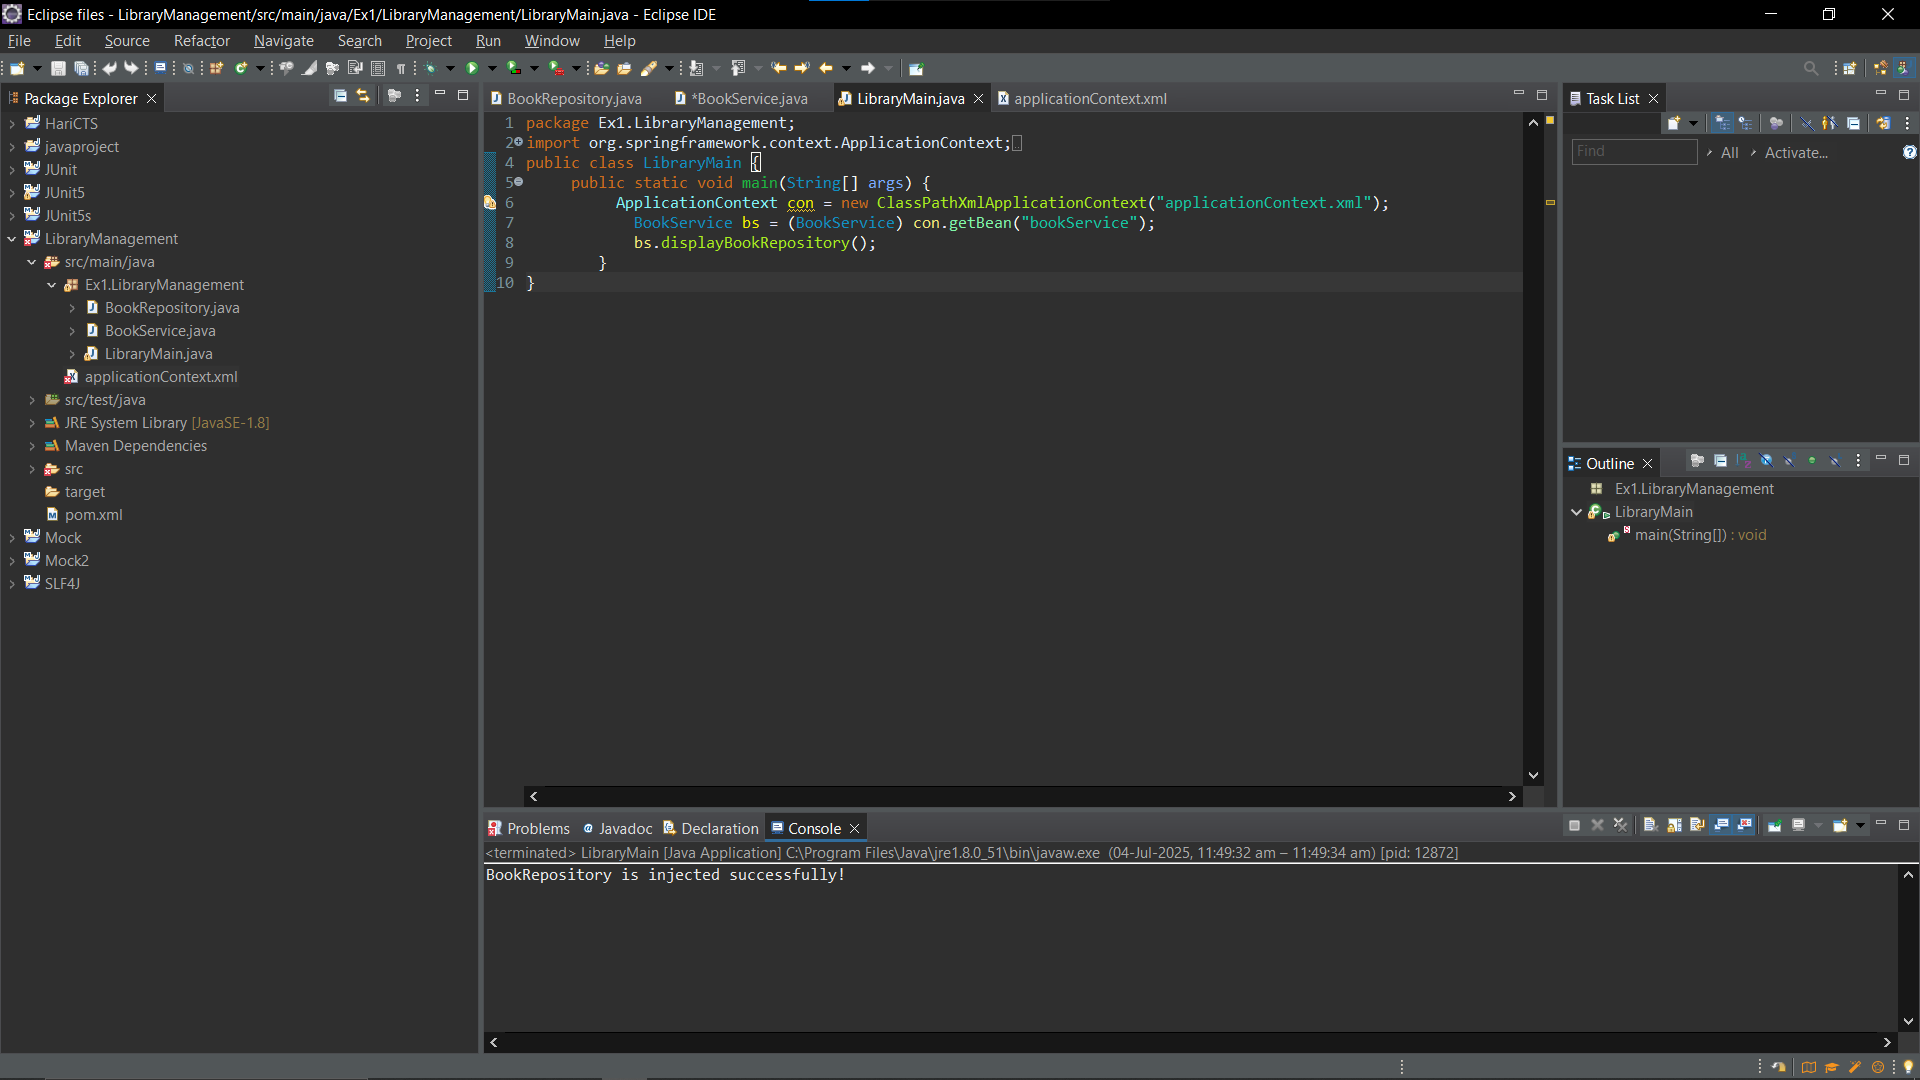 Eclipse files - LibraryManagement/src/main/java/Ex1/LibraryManagement/LibraryMain.java - Eclipse IDE
File Edit Source Refactor Navigate Search Project Run Window Help
Package Explorer
HariCTS
javaproject
JUnit
JUnit5
JUnit5s
LibraryManagement
src/main/java
Ex1.LibraryManagement
BookRepository.java
BookService.java
LibraryMain.java
applicationContext.xml
src/test/java
JRE System Library [JavaSE-1.8]
Maven Dependencies
src
target
pom.xml
Mock
Mock2
SLF4J
BookRepository.java *BookService.java LibraryMain.java applicationContext.xml
1 package Ex1.LibraryManagement;
2 import org.springframework.context.ApplicationContext;
4 public class LibraryMain {
5 public static void main(String[] args) {
6 ApplicationContext con = new ClassPathXmlApplicationContext("applicationContext.xml");
7 BookService bs = (BookService) con.getBean("bookService");
8 bs.displayBookRepository();
9 }
10 }
Task List
Find All Activate...
Outline
Ex1.LibraryManagement
LibraryMain
main(String[]) : void
Problems Javadoc Declaration Console
<terminated> LibraryMain [Java Application] C:\Program Files\Java\jre1.8.0_51\bin\javaw.exe (04-Jul-2025, 11:49:32 am – 11:49:34 am) [pid: 12872]
BookRepository is injected successfully!